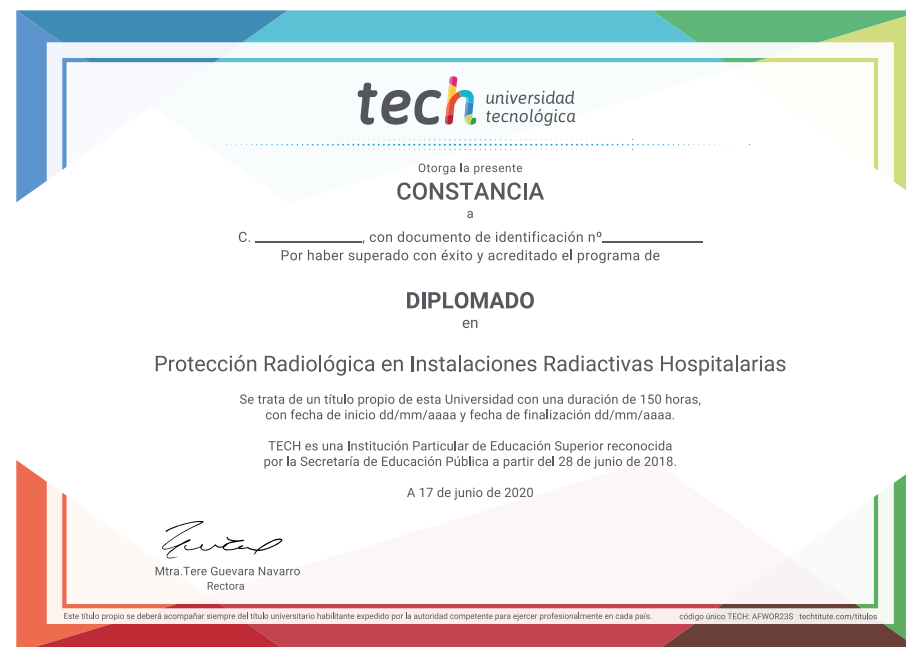 tech universidad
tecnológica
Otorga la presente
CONSTANCIA
a
C. ____________, con documento de identificación nº____________
Por haber superado con éxito y acreditado el programa de
DIPLOMADO
en
Protección Radiológica en Instalaciones Radiactivas Hospitalarias
Se trata de un título propio de esta Universidad con una duración de 150 horas,
con fecha de inicio dd/mm/aaaa y fecha de finalización dd/mm/aaaa.
TECH es una Institución Particular de Educación Superior reconocida
por la Secretaría de Educación Pública a partir del 28 de junio de 2018.
A 17 de junio de 2020
Mtra.Tere Guevara Navarro
Rectora
Este título propio se deberá acompañar siempre del título universitario habilitante expedido por la autoridad competente para ejercer profesionalmente en cada país. código único TECH: AFWOR23S techtitute.com/titulos